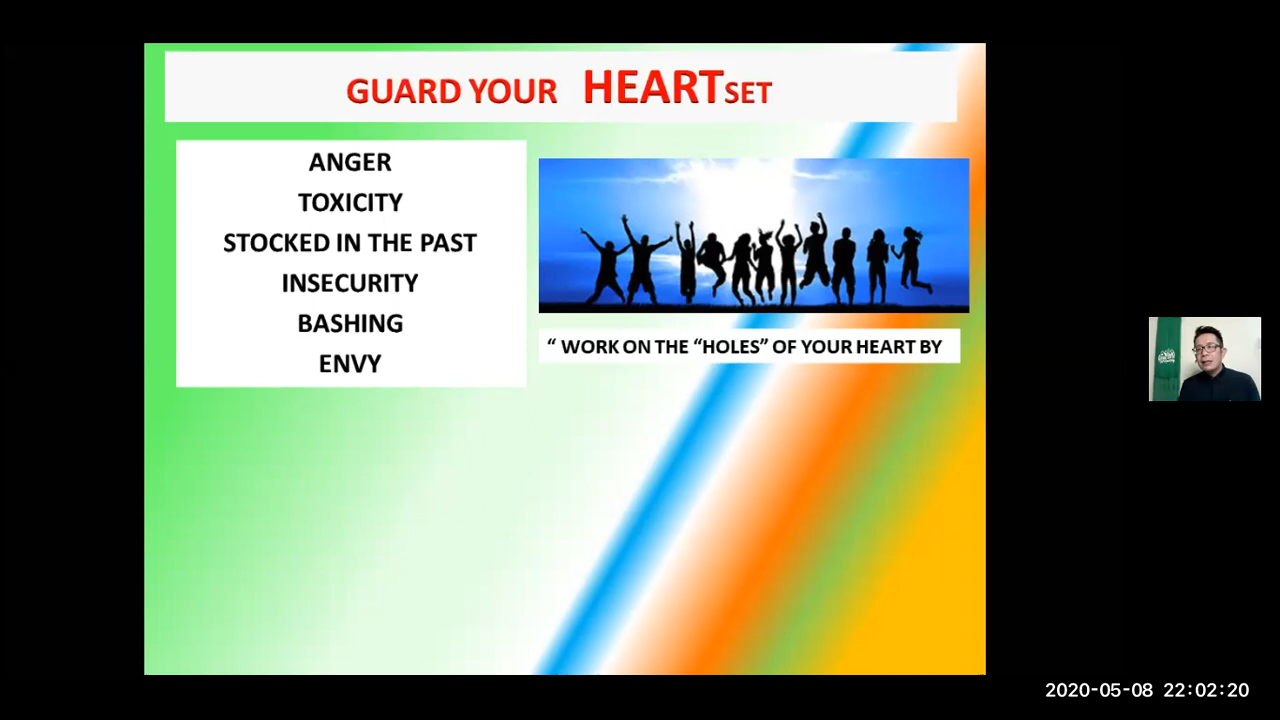 GUARD YOUR HEARTSET
ANGER
TOXICITY
STOCKED IN THE PAST
INSECURITY
BASHING
ENVY
“ WORK ON THE “HOLES” OF YOUR HEART BY
2020-05-08 22:02:20